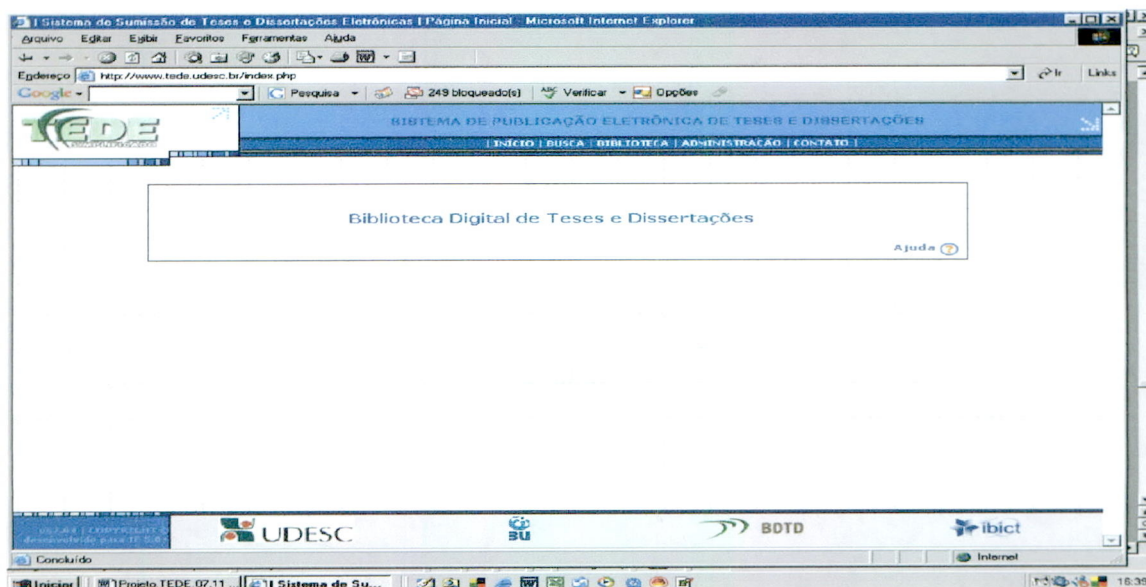 | Sistema de Sumissão de Teses e Dissertações Eletrônicas | Página Inicial - Microsoft Internet Explorer
Arquivo Editar Exibir Favoritos Ferramentas Ajuda
Endereço http://www.tede.udesc.br/index.php Ir Links
Google Pesquisa 249 bloqueado(s) Verificar Opções
TEDE
SISTEMA DE PUBLICAÇÃO ELETRÔNICA DE TESES E DISSERTAÇÕES
| INÍCIO | BUSCA | BIBLIOTECA | ADMINISTRAÇÃO | CONTATO |
Biblioteca Digital de Teses e Dissertações
Ajuda ?
UDESC BU BDTD ibict
Concluído Internet
Iniciar Projeto TEDE 07.11... | Sistema de Su... 18:36